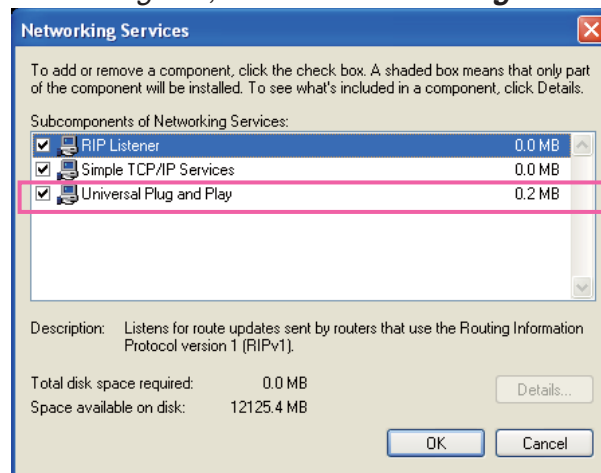 Networking Services
To add or remove a component, click the check box. A shaded box means that only part
of the component will be installed. To see what's included in a component, click Details.
Subcomponents of Networking Services:
RIP Listener 0.0 MB
Simple TCP/IP Services 0.0 MB
Universal Plug and Play 0.2 MB
Description: Listens for route updates sent by routers that use the Routing Information
Protocol version 1 (RIPv1).
Total disk space required: 0.0 MB
Details...
Space available on disk: 12125.4 MB
OK Cancel